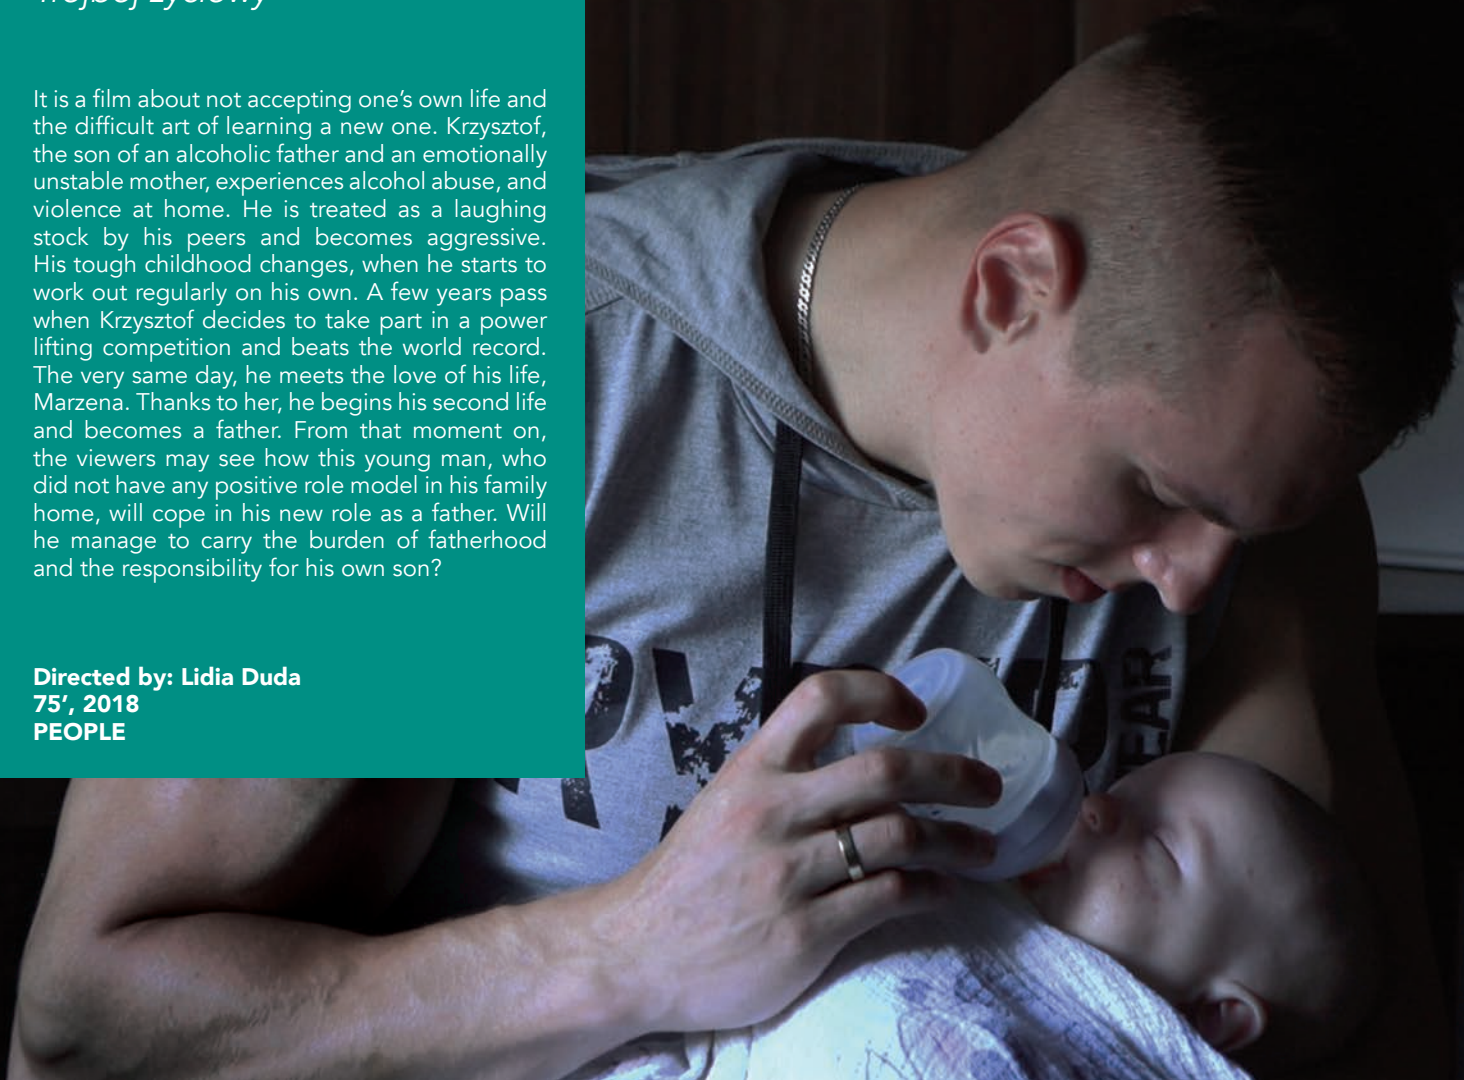 Trójbój życiowy
It is a film about not accepting one's own life and
the difficult art of learning a new one. Krzysztof,
the son of an alcoholic father and an emotionally
unstable mother, experiences alcohol abuse, and
violence at home. He is treated as a laughing
stock by his peers and becomes aggressive.
His tough childhood changes, when he starts to
work out regularly on his own. A few years pass
when Krzysztof decides to take part in a power
lifting competition and beats the world record.
The very same day, he meets the love of his life,
Marzena. Thanks to her, he begins his second life
and becomes a father. From that moment on,
the viewers may see how this young man, who
did not have any positive role model in his family
home, will cope in his new role as a father. Will
he manage to carry the burden of fatherhood
and the responsibility for his own son?
Directed by: Lidia Duda
75', 2018
PEOPLE
EAR